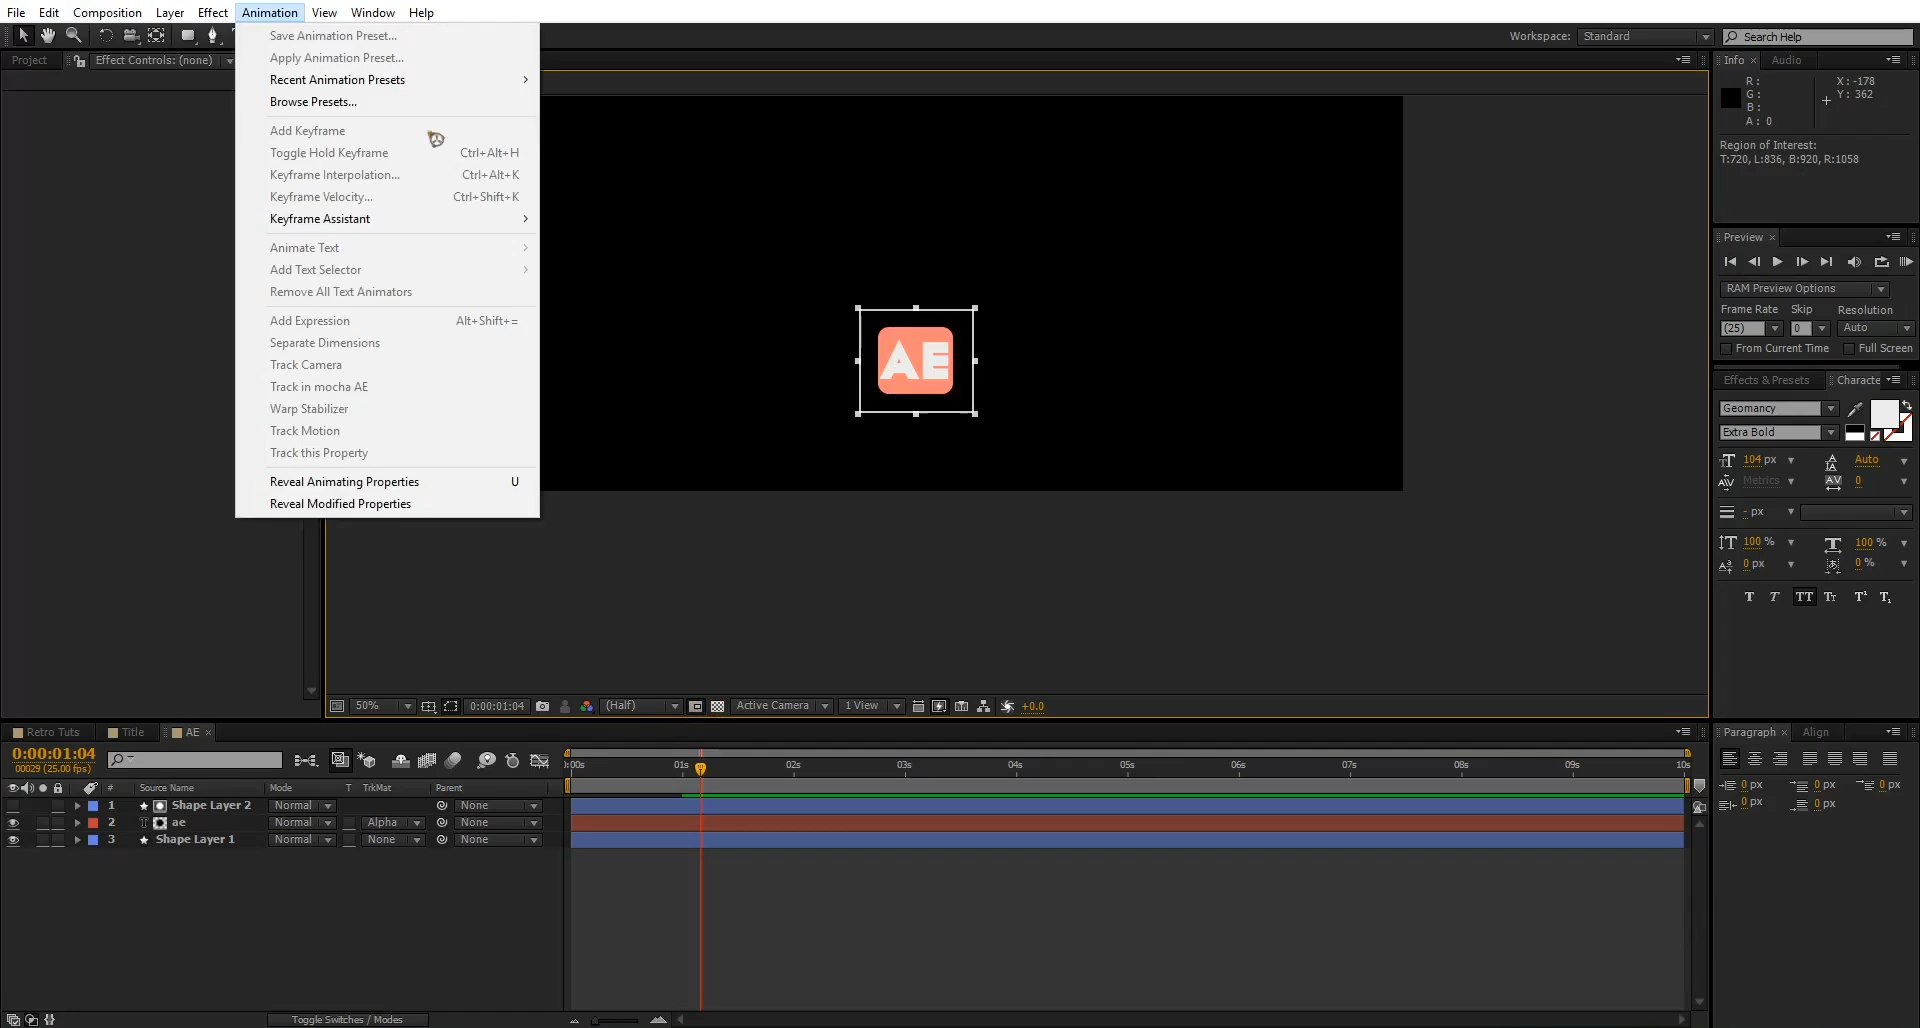 File Edit Composition Layer Effect Animation View Window Help
Workspace: Standard Search Help
Project Effect Controls: (none)
Save Animation Preset...
Apply Animation Preset...
Recent Animation Presets
Browse Presets...
Add Keyframe
Toggle Hold Keyframe Ctrl+Alt+H
Keyframe Interpolation... Ctrl+Alt+K
Keyframe Velocity... Ctrl+Shift+K
Keyframe Assistant
Animate Text
Add Text Selector
Remove All Text Animators
Add Expression Alt+Shift+=
Separate Dimensions
Track Camera
Track in mocha AE
Warp Stabilizer
Track Motion
Track this Property
Reveal Animating Properties U
Reveal Modified Properties
AE
Info Audio
R : X : -178
G : Y : 362
B :
A : 0
Region of Interest:
T:720, L:836, B:920, R:1058
Preview
RAM Preview Options
Frame Rate Skip Resolution
(25) 0 Auto
From Current Time Full Screen
Effects & Presets Characte
Geomancy
Extra Bold
104 px Auto
Metrics 0
- px
100 % 100 %
0 px 0 %
T T TT Tt T¹ T₁
50% 0:00:01:04 (Half) Active Camera 1 View +0.0
Retro Tuts Title AE
0:00:01:04
00029 (25.00 fps)
:00s 01s 02s 03s 04s 05s 06s 07s 08s 09s 10s
# Source Name Mode T TrkMat Parent
1 Shape Layer 2 Normal None
2 T ae Normal Alpha None
3 Shape Layer 1 Normal None None
Toggle Switches / Modes
Paragraph Align
0 px 0 px 0 px
0 px 0 px